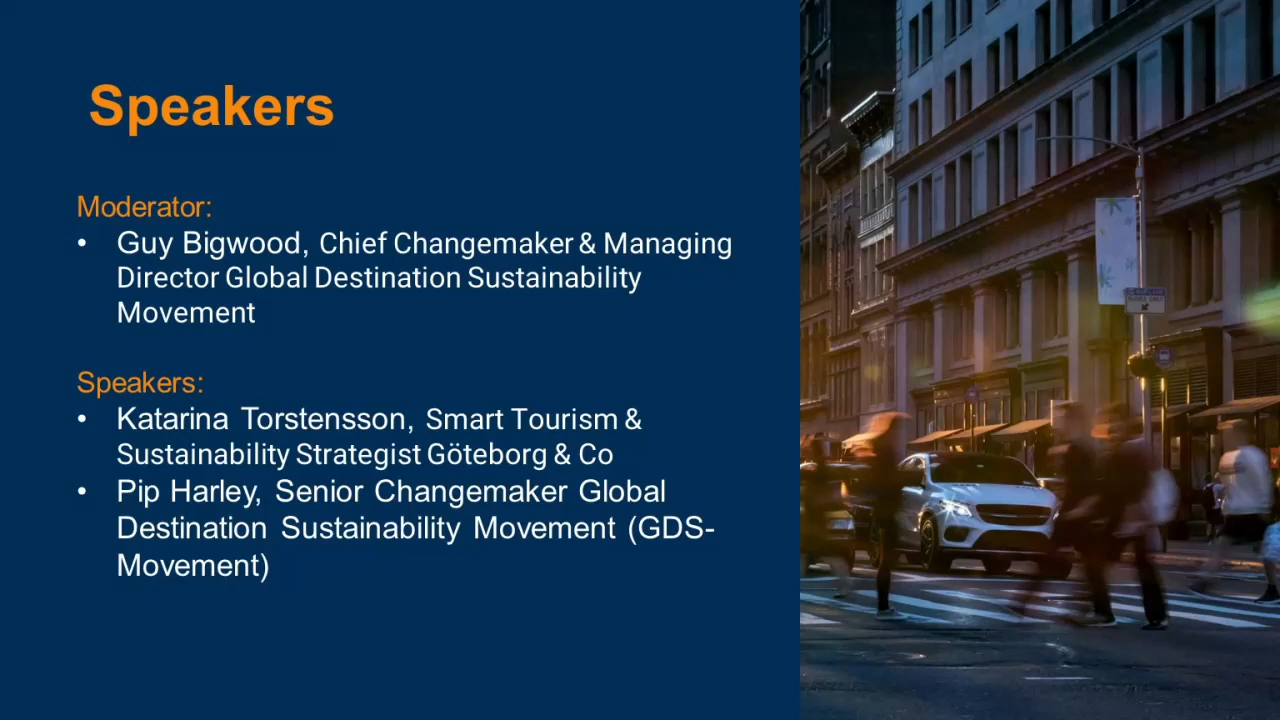 Speakers
Moderator:
• Guy Bigwood, Chief Changemaker & Managing
Director Global Destination Sustainability
Movement
Speakers:
• Katarina Torstensson, Smart Tourism &
Sustainability Strategist Göteborg & Co
• Pip Harley, Senior Changemaker Global
Destination Sustainability Movement (GDS-
Movement)